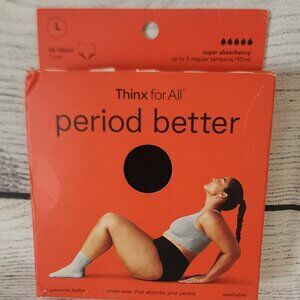 L
Hi-Waist
1 pair
super absorbency
up to 5 regular tampons/45ml
Thinx for All™
period better
prevents leaks
underwear that absorbs your period
washable